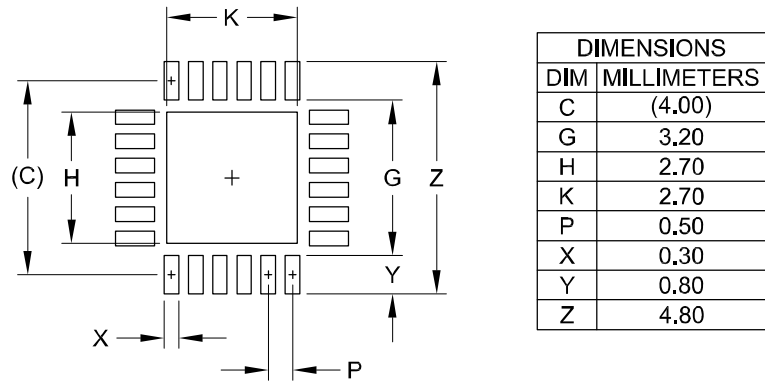 K
(C)
H
G
Z
Y
X
P
DIMENSIONS
DIM MILLIMETERS
C (4.00)
G 3.20
H 2.70
K 2.70
P 0.50
X 0.30
Y 0.80
Z 4.80